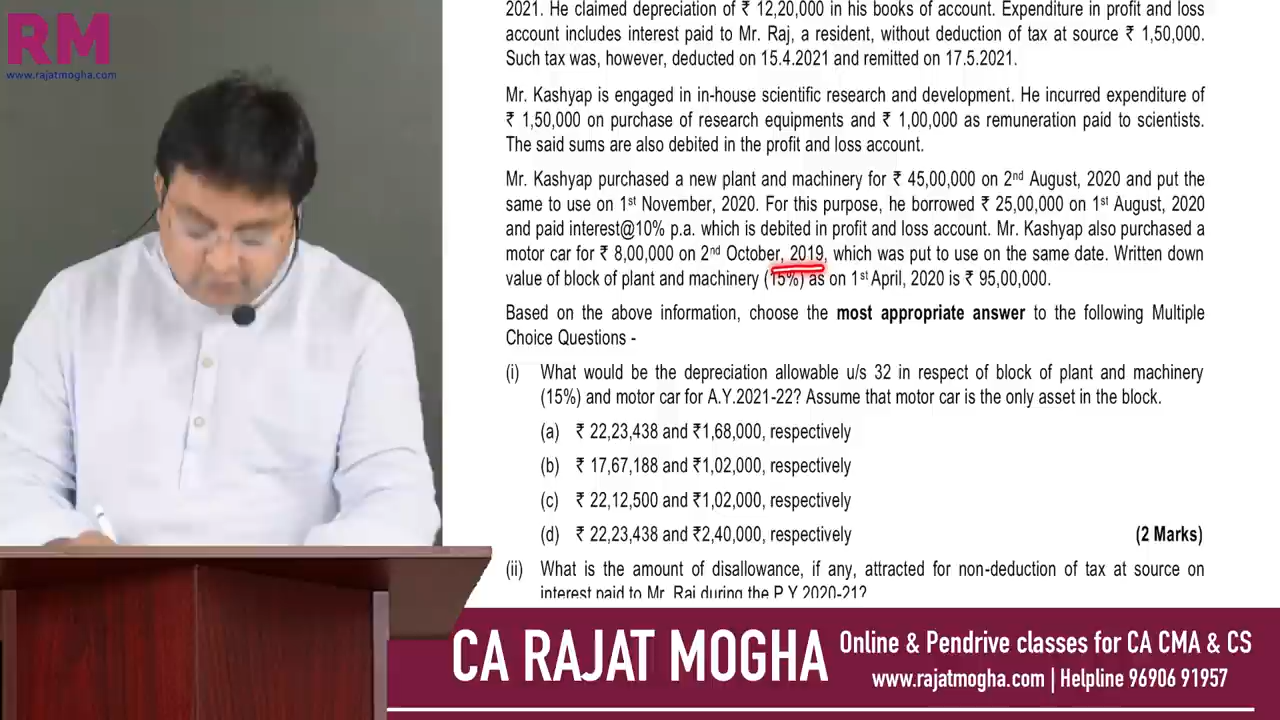 RM
www.rajatmogha.com
2021. He claimed depreciation of ₹ 12,20,000 in his books of account. Expenditure in profit and loss
account includes interest paid to Mr. Raj, a resident, without deduction of tax at source ₹ 1,50,000.
Such tax was, however, deducted on 15.4.2021 and remitted on 17.5.2021.
Mr. Kashyap is engaged in in-house scientific research and development. He incurred expenditure of
₹ 1,50,000 on purchase of research equipments and ₹ 1,00,000 as remuneration paid to scientists.
The said sums are also debited in the profit and loss account.
Mr. Kashyap purchased a new plant and machinery for ₹ 45,00,000 on 2nd August, 2020 and put the
same to use on 1st November, 2020. For this purpose, he borrowed ₹ 25,00,000 on 1st August, 2020
and paid interest@10% p.a. which is debited in profit and loss account. Mr. Kashyap also purchased a
motor car for ₹ 8,00,000 on 2nd October, 2019, which was put to use on the same date. Written down
value of block of plant and machinery (15%) as on 1st April, 2020 is ₹ 95,00,000.
Based on the above information, choose the most appropriate answer to the following Multiple
Choice Questions -
(i) What would be the depreciation allowable u/s 32 in respect of block of plant and machinery
(15%) and motor car for A.Y.2021-22? Assume that motor car is the only asset in the block.
(a) ₹ 22,23,438 and ₹1,68,000, respectively
(b) ₹ 17,67,188 and ₹1,02,000, respectively
(c) ₹ 22,12,500 and ₹1,02,000, respectively
(d) ₹ 22,23,438 and ₹2,40,000, respectively (2 Marks)
(ii) What is the amount of disallowance, if any, attracted for non-deduction of tax at source on
interest paid to Mr. Raj during the P.Y.2020-21?
CA RAJAT MOGHA
Online & Pendrive classes for CA CMA & CS
www.rajatmogha.com | Helpline 96906 91957